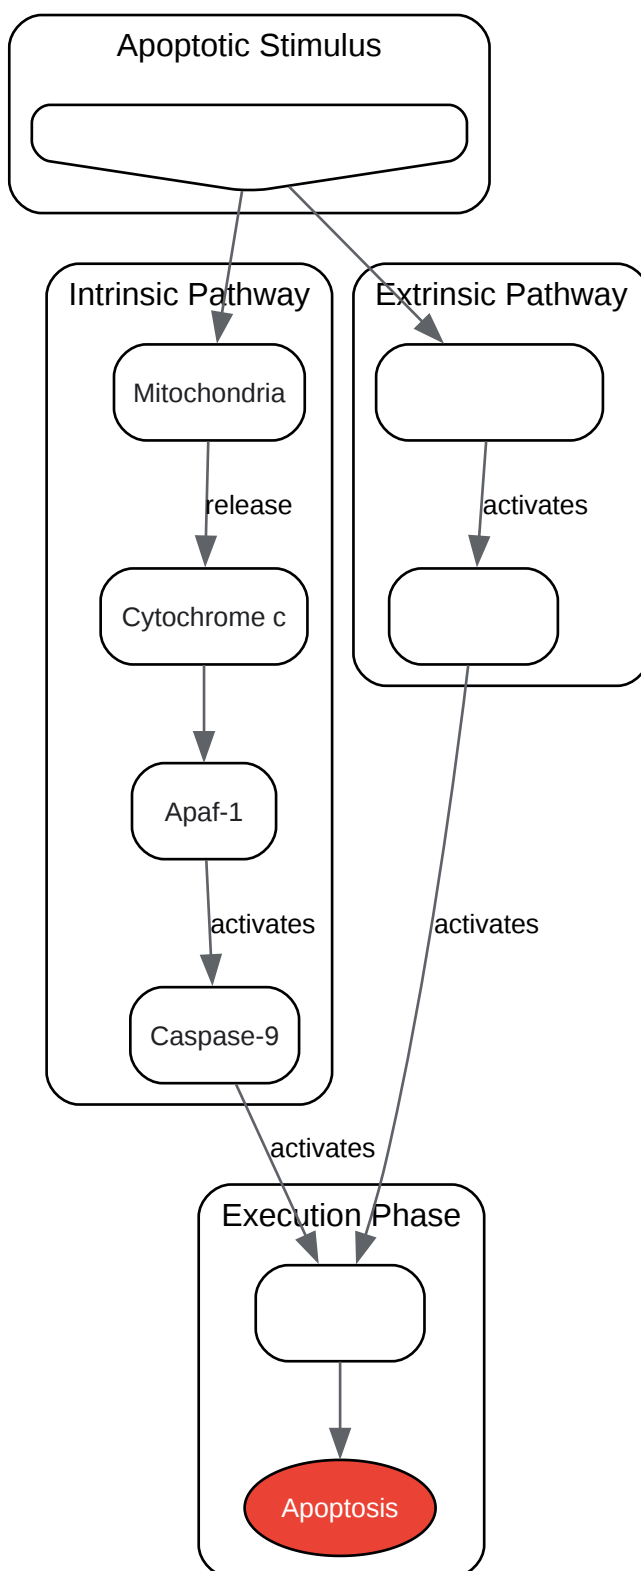 Apoptotic Stimulus
Intrinsic Pathway
Extrinsic Pathway
Mitochondria
release
activates
Cytochrome c
Apaf-1
activates
activates
Caspase-9
activates
Execution Phase
Apoptosis